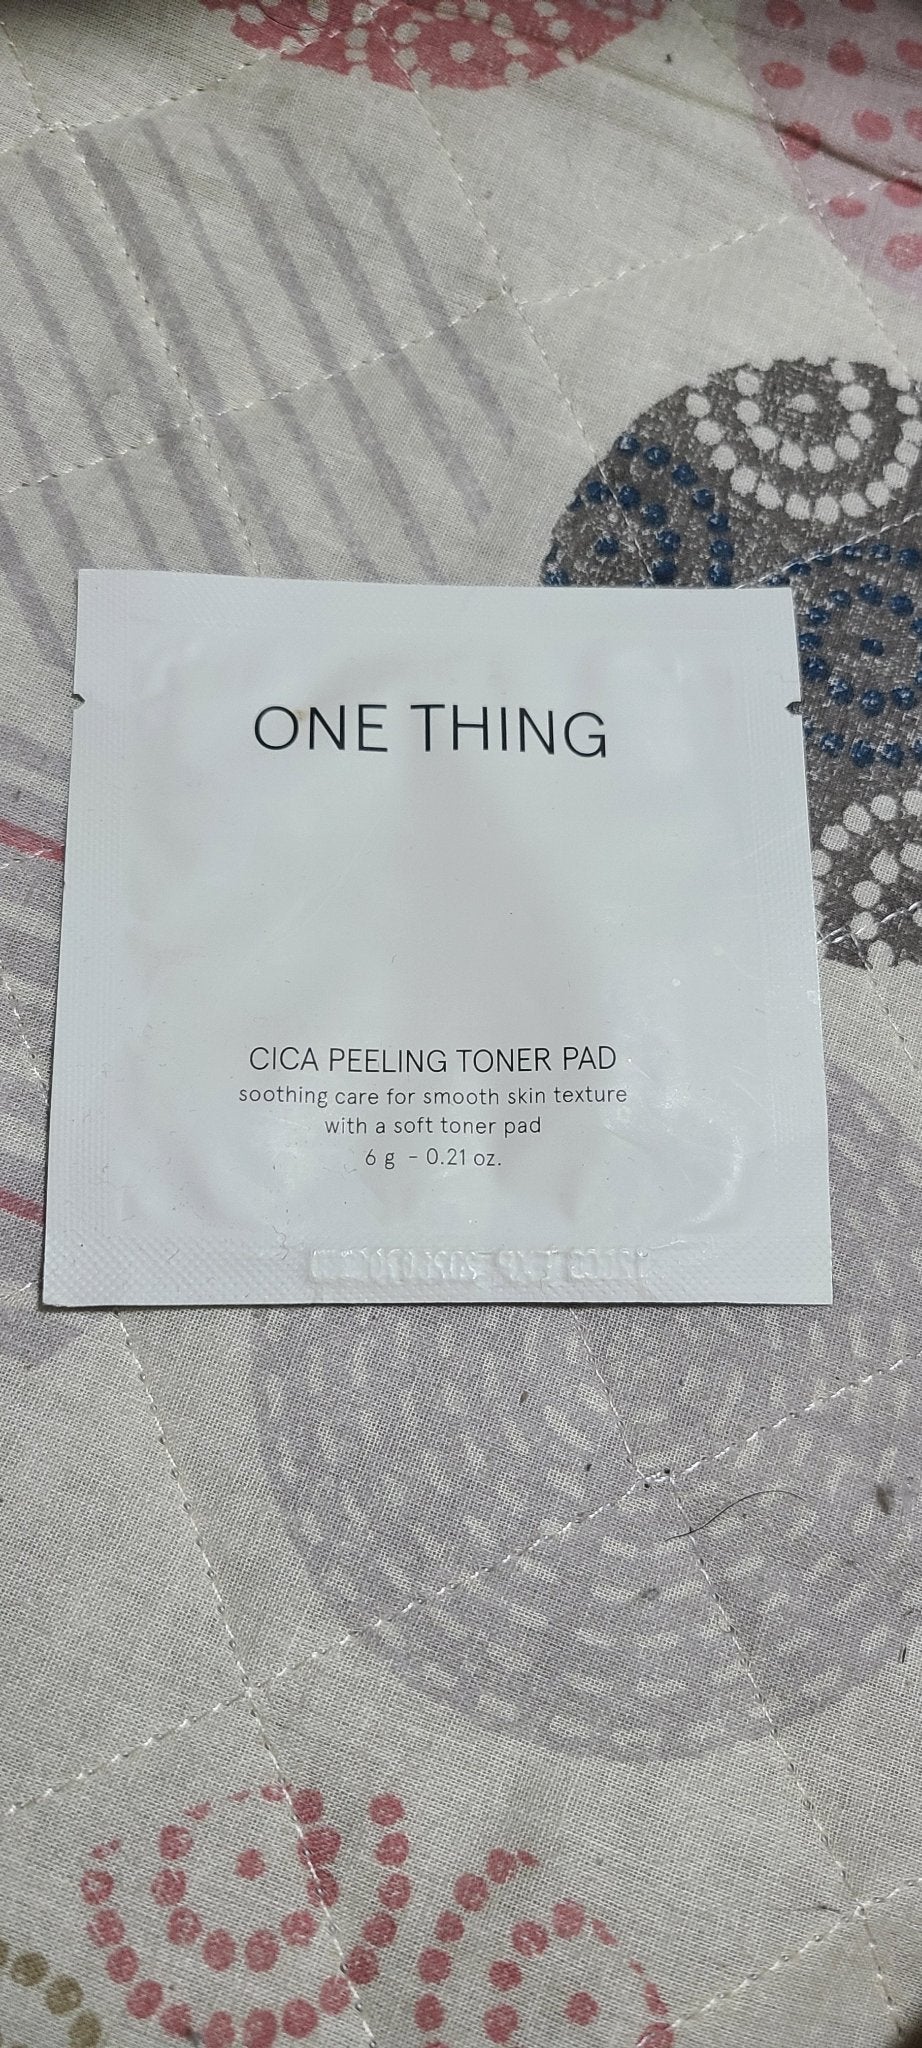 ONE THING
CICA PEELING TONER PAD
soothing care for smooth skin texture
with a soft toner pad
6 g - 0.21 oz.